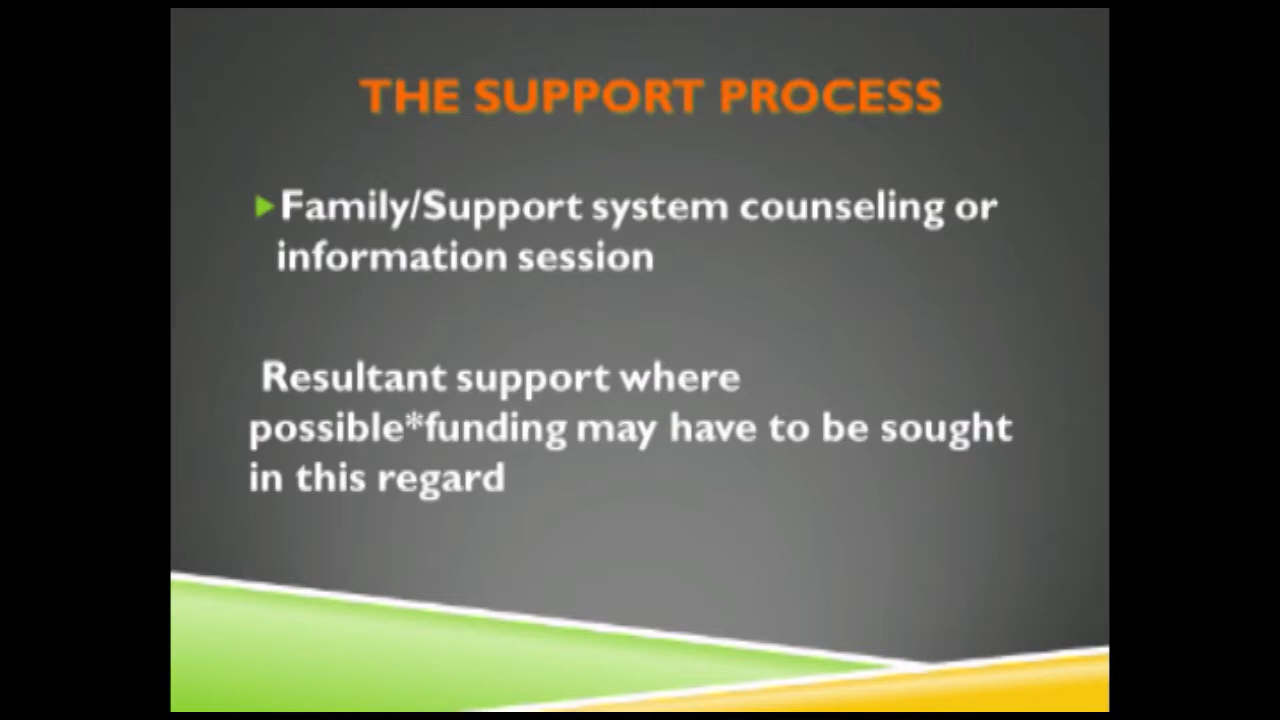 THE SUPPORT PROCESS
Family/Support system counseling or
information session
Resultant support where
possible*funding may have to be sought
in this regard